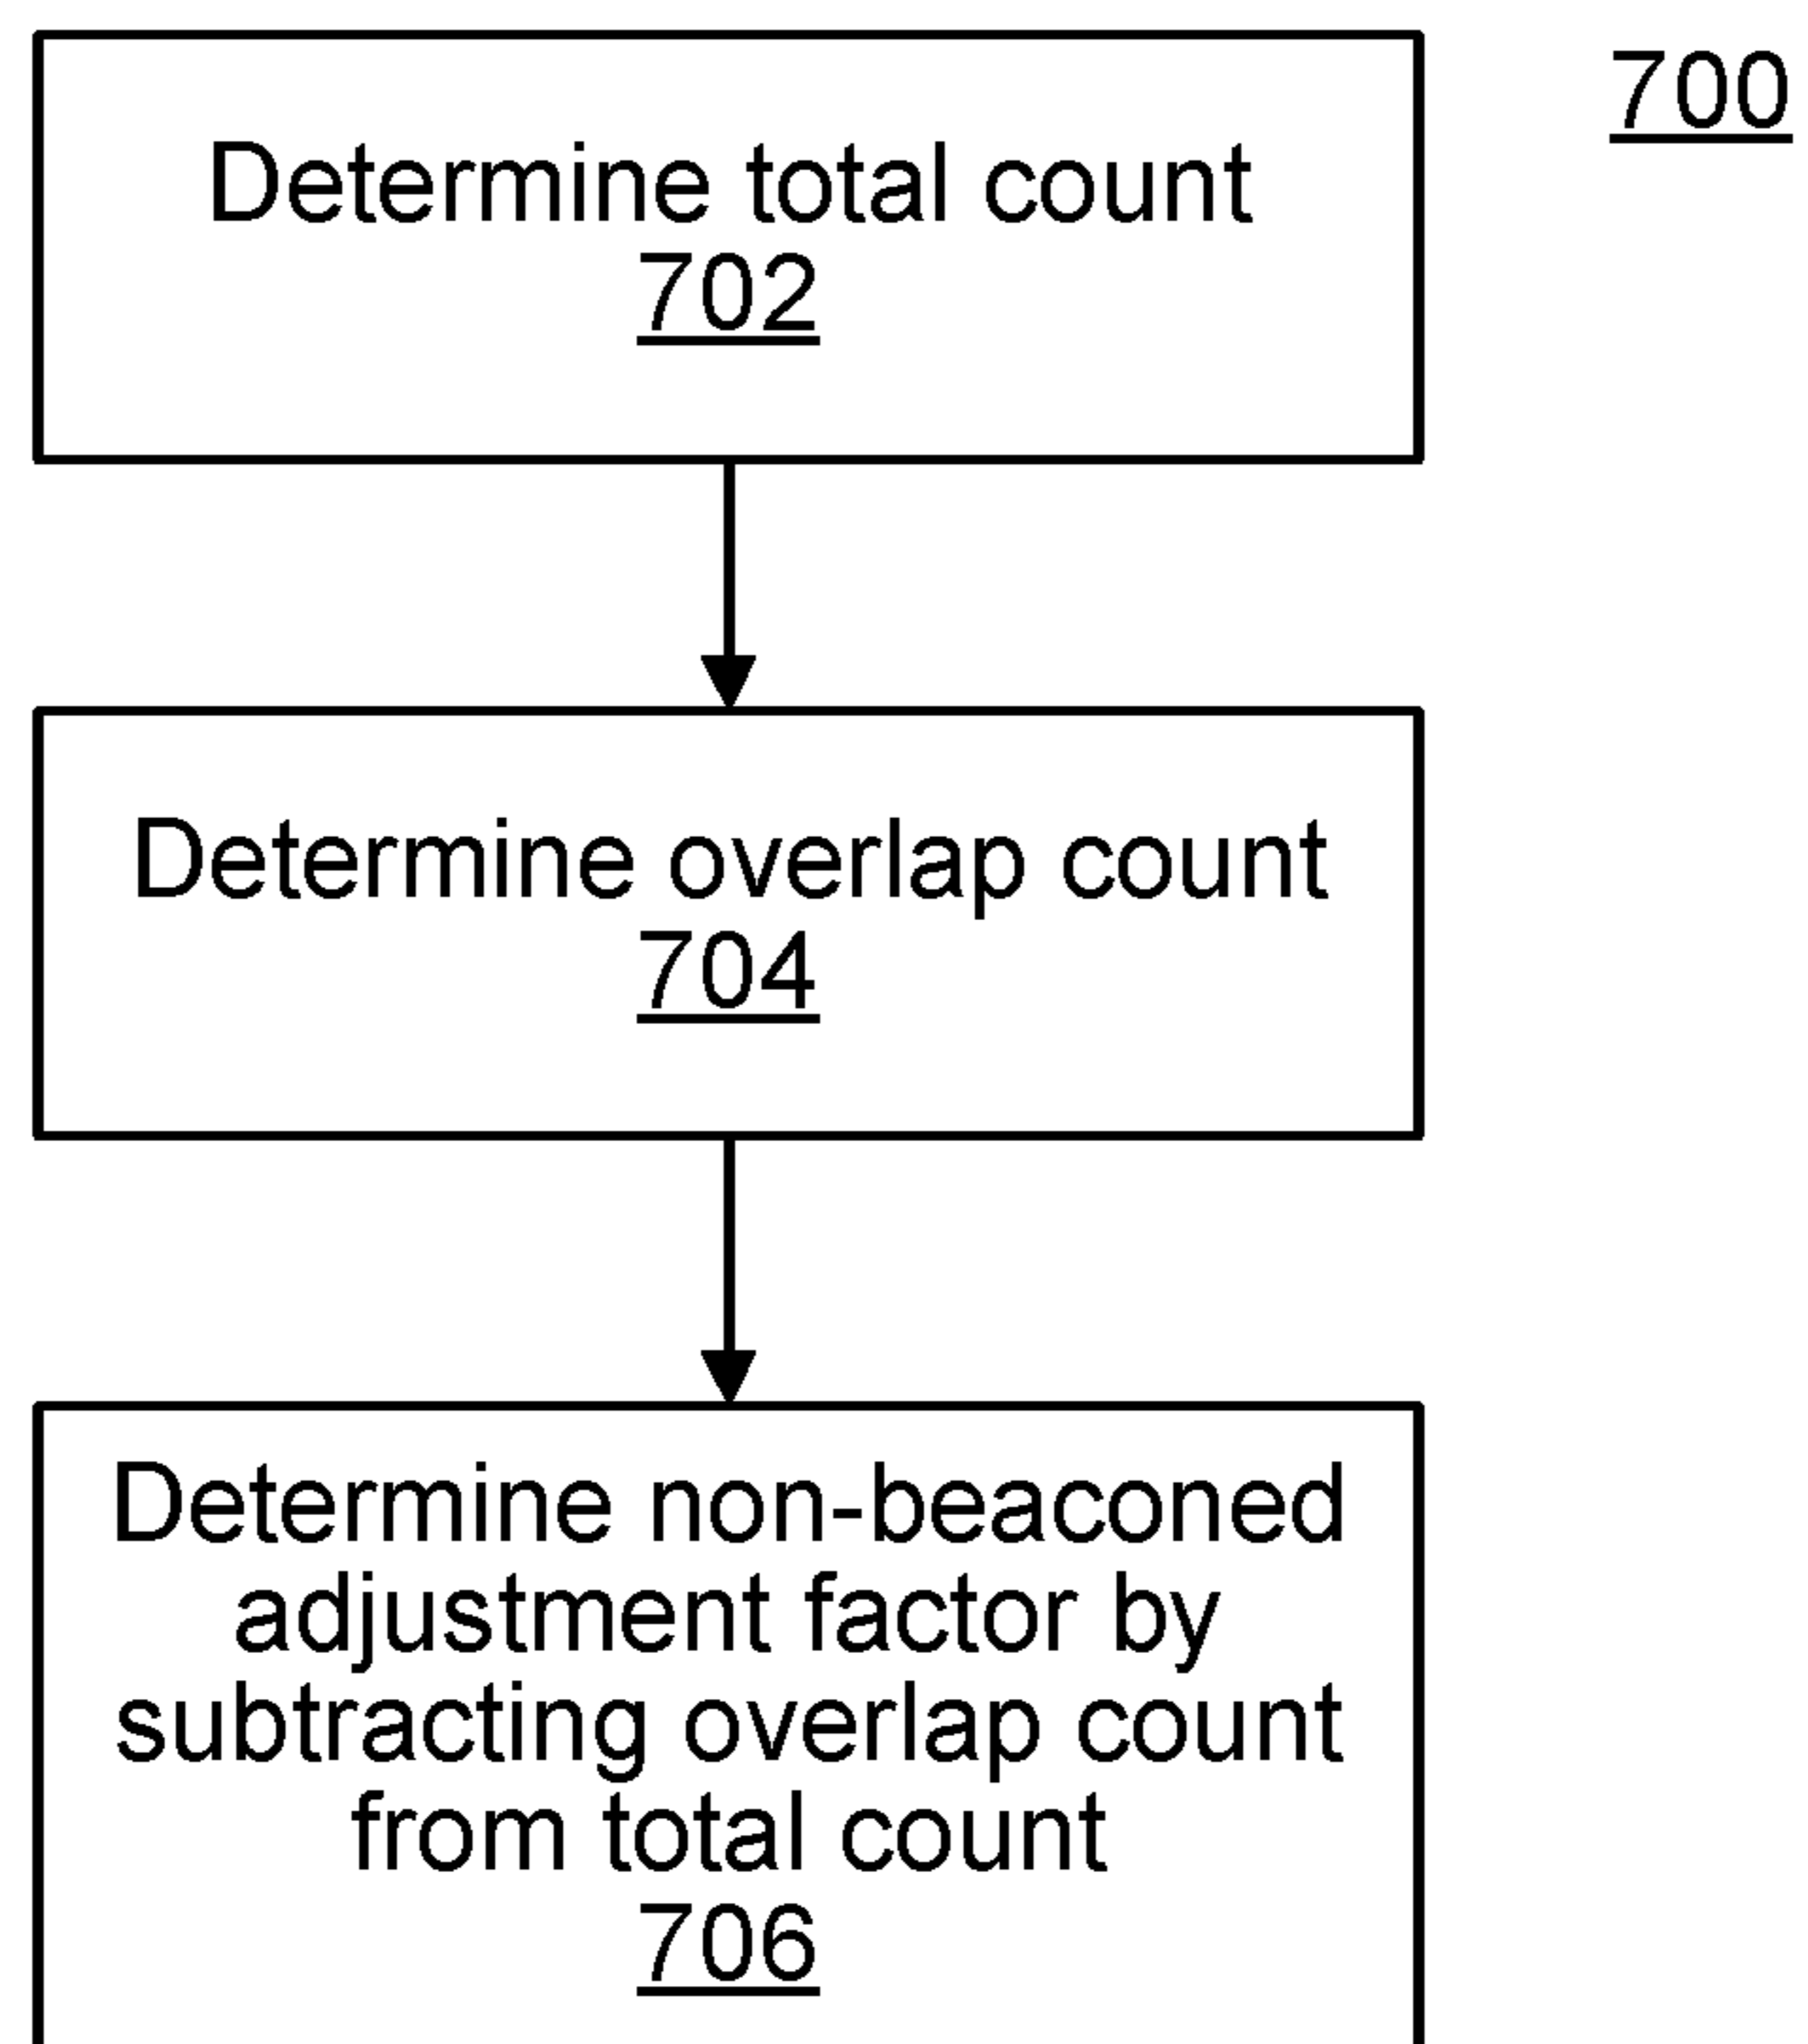 700
Determine total count
702
Determine overlap count
704
Determine non-beaconed
adjustment factor by
subtracting overlap count
from total count
706